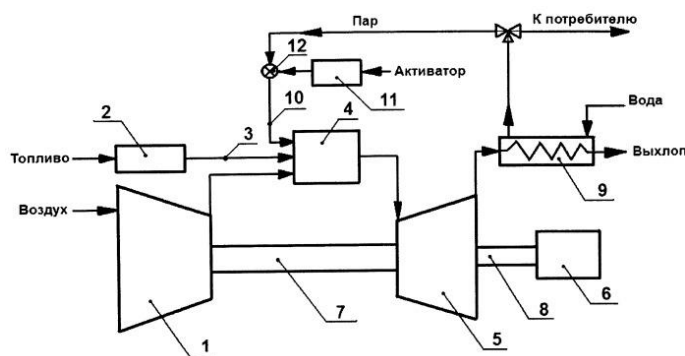 Пар
К потребителю
12
Активатор
10
11
4
2
3
Вода
Топливо
Выхлоп
9
Воздух
7
8
6
1
5